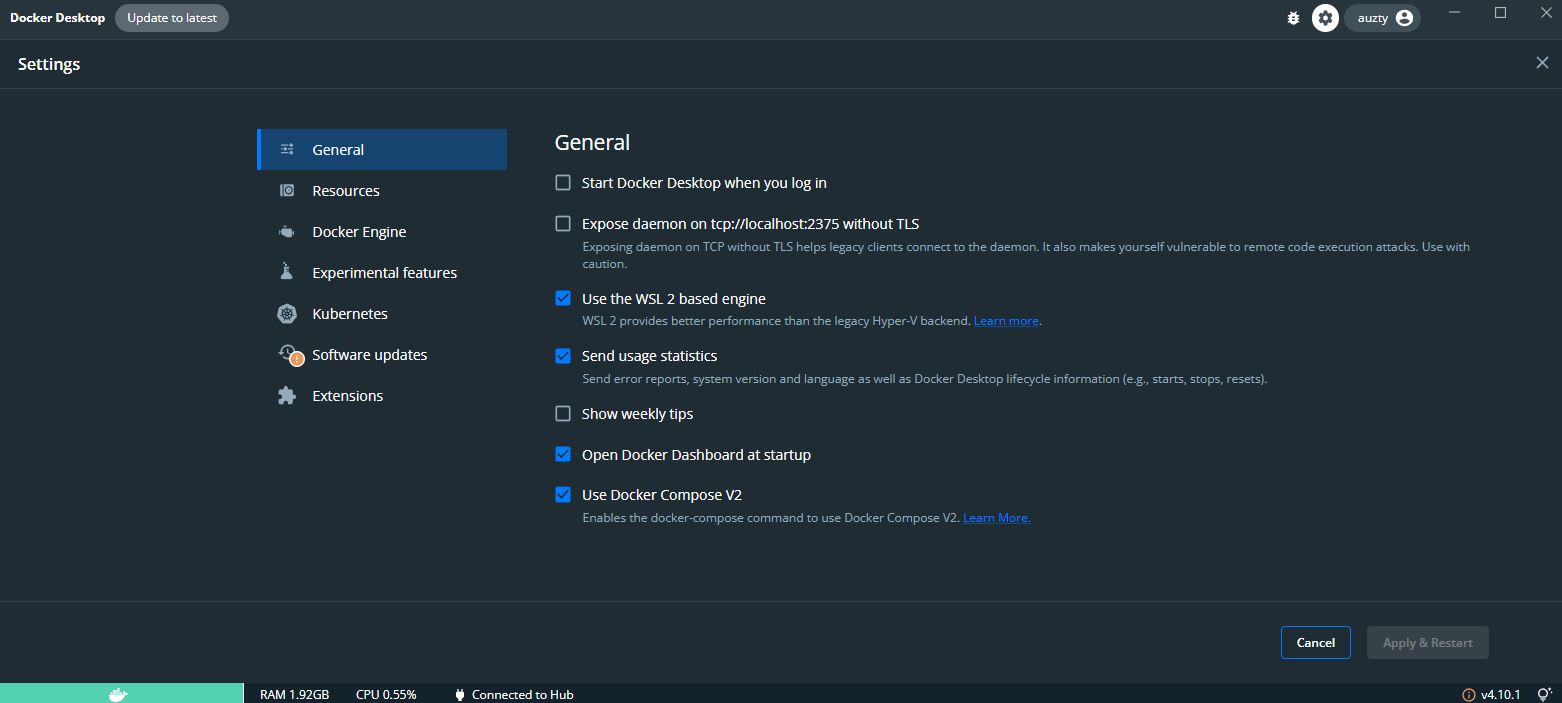 Docker Desktop
Update to latest
auzty
Settings
General
Resources
Docker Engine
Experimental features
Kubernetes
Software updates
Extensions
General
Start Docker Desktop when you log in
Expose daemon on tcp://localhost:2375 without TLS
Exposing daemon on TCP without TLS helps legacy clients connect to the daemon. It also makes yourself vulnerable to remote code execution attacks. Use with
caution.
Use the WSL 2 based engine
WSL 2 provides better performance than the legacy Hyper-V backend. Learn more.
Send usage statistics
Send error reports, system version and language as well as Docker Desktop lifecycle information (e.g., starts, stops, resets).
Show weekly tips
Open Docker Dashboard at startup
Use Docker Compose V2
Enables the docker-compose command to use Docker Compose V2. Learn More.
Cancel
Apply & Restart
RAM 1.92GB
CPU 0.55%
Connected to Hub
v4.10.1